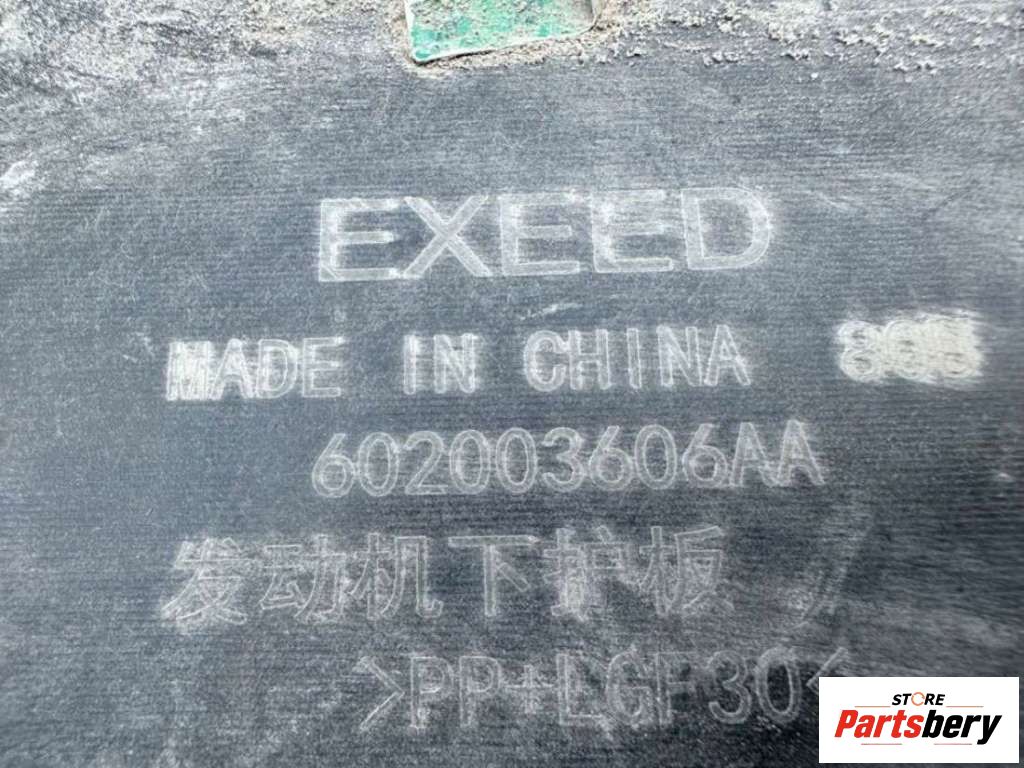 EXEED
MADE IN CHINA
602003606AA
发动机下护板
>PP+LGF30<
STORE
Partsbery